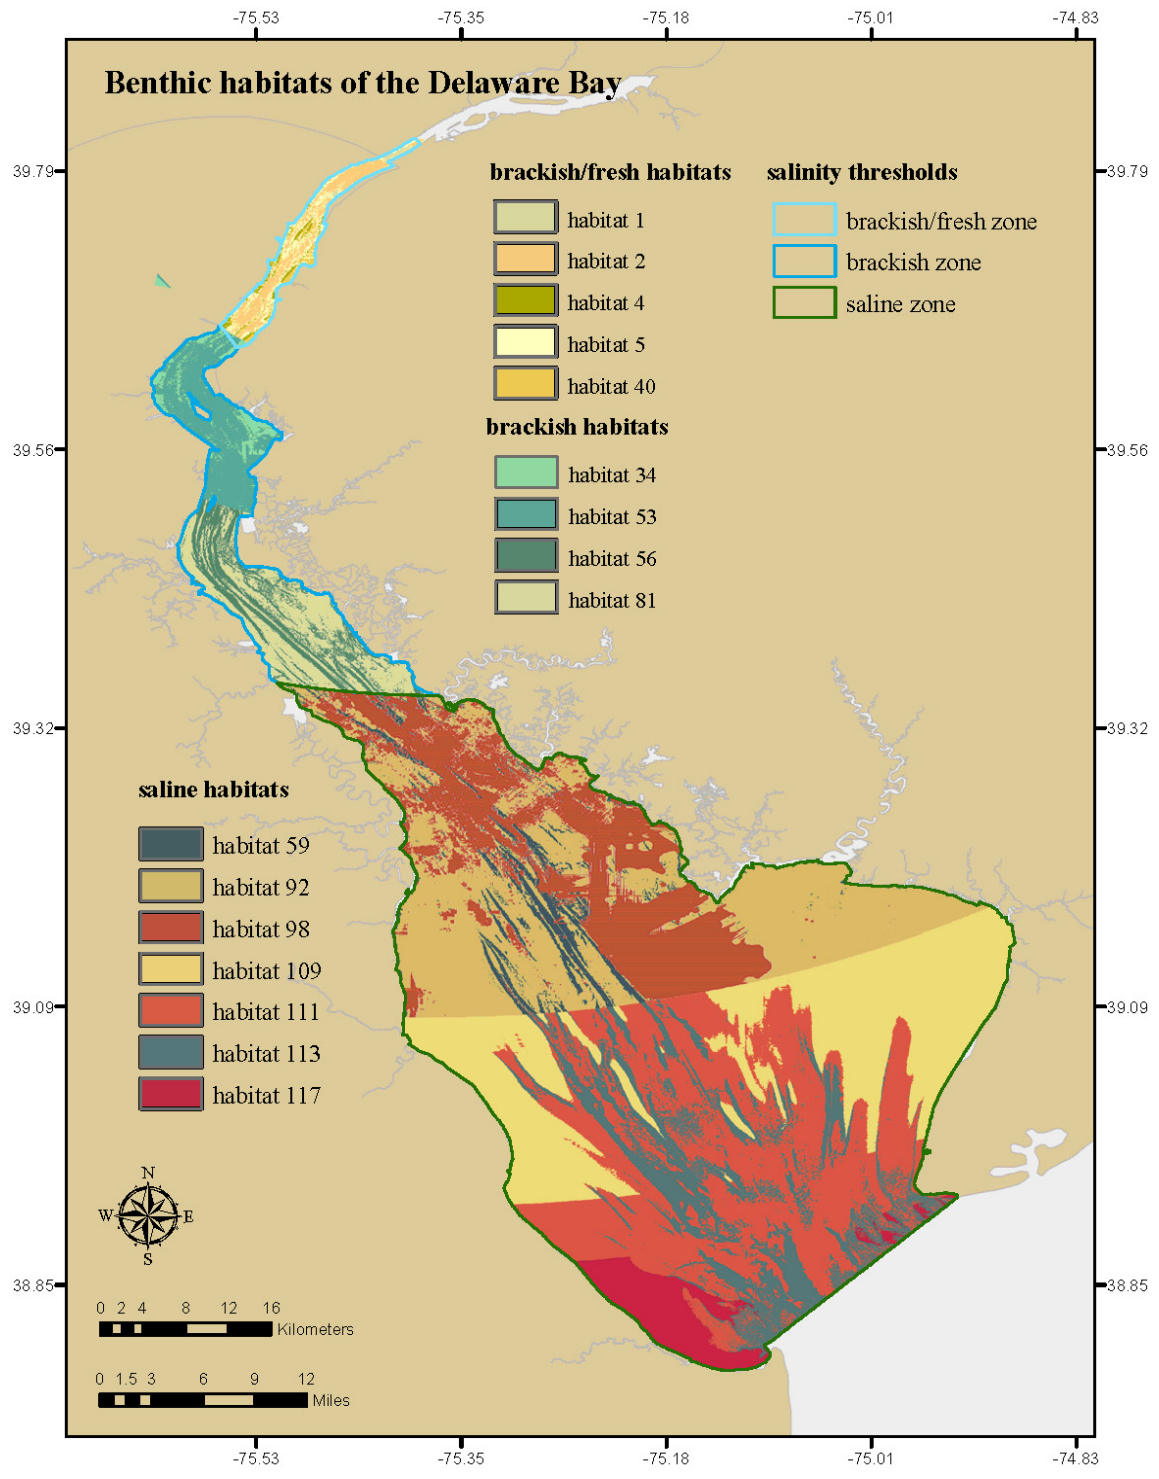 -75.53 -75.35 -75.18 -75.01 -74.83
Benthic habitats of the Delaware Bay
39.79 39.79
brackish/fresh habitats
habitat 1
habitat 2
habitat 4
habitat 5
habitat 40
salinity thresholds
brackish/fresh zone
brackish zone
saline zone
brackish habitats
habitat 34
habitat 53
habitat 56
habitat 81
39.56 39.56
39.32 39.32
saline habitats
habitat 59
habitat 92
habitat 98
habitat 109
habitat 111
habitat 113
habitat 117
39.09 39.09
N
W E
S
38.85 38.85
0 2 4 8 12 16
Kilometers
0 1.5 3 6 9 12
Miles
-75.53 -75.35 -75.18 -75.01 -74.83